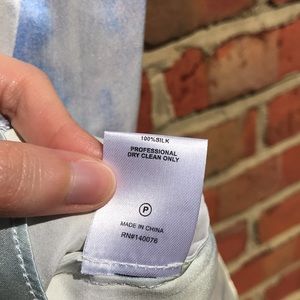 100%SILK
PROFESSIONAL
DRY CLEAN ONLY
P
MADE IN CHINA
RN#140076